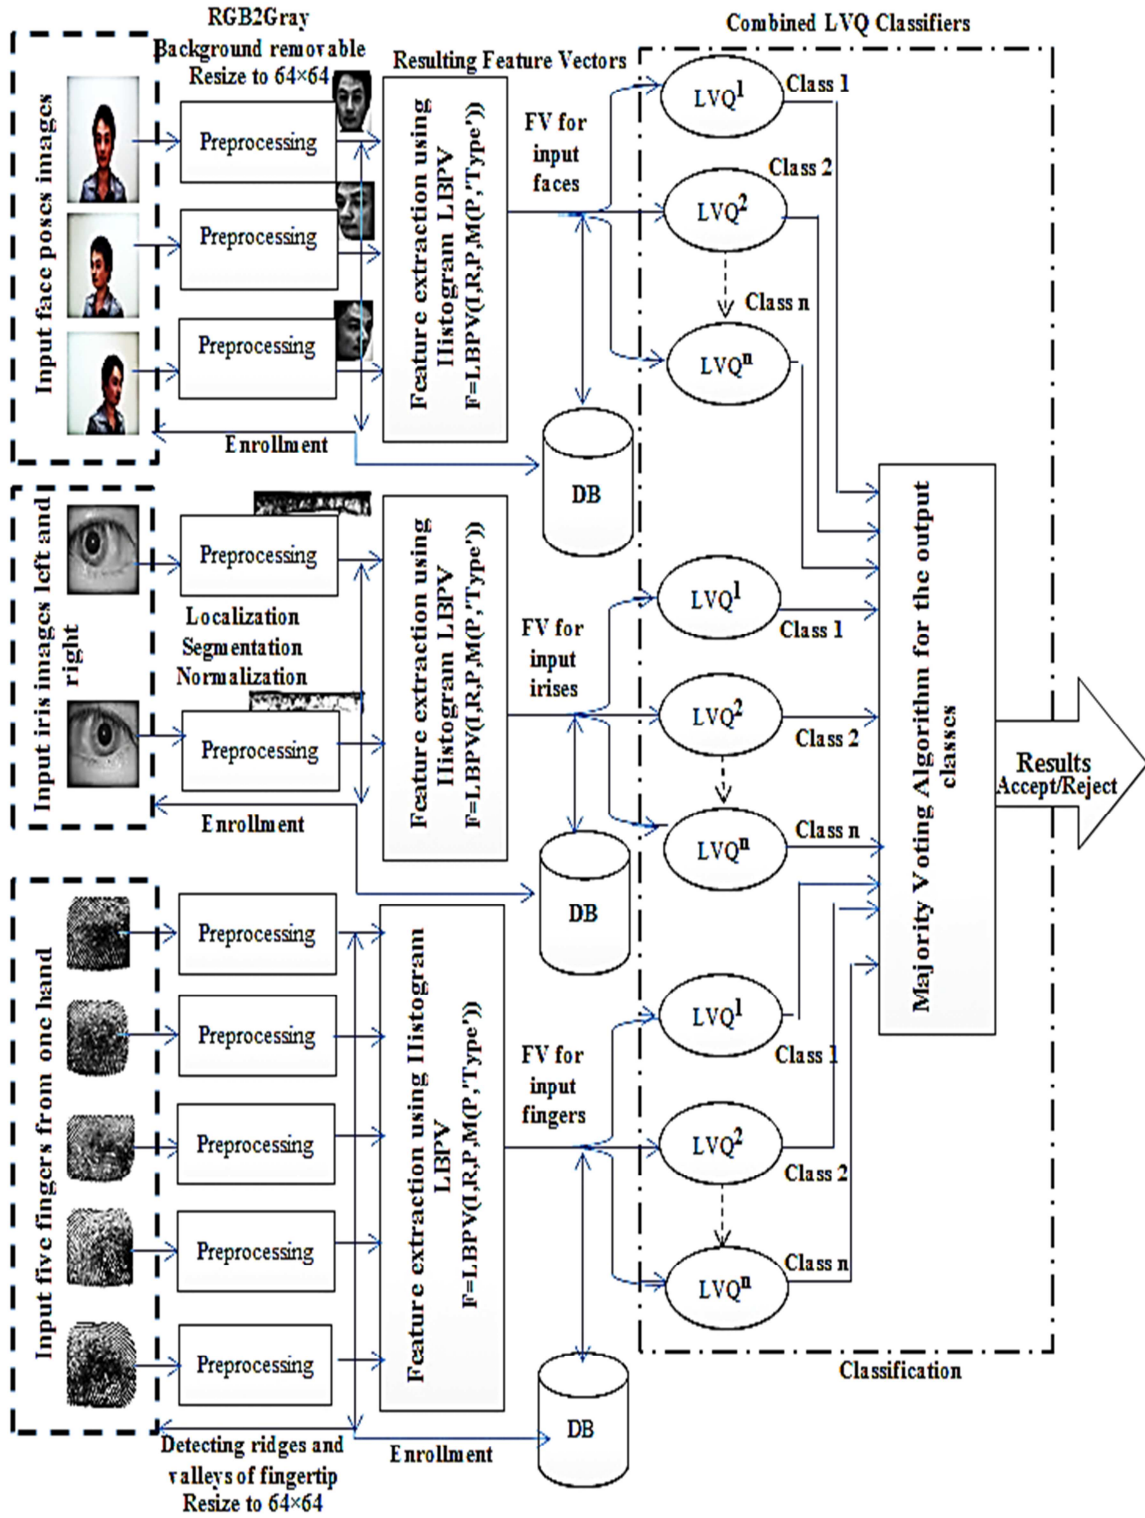 RGB2Gray
Background removable
Resize to 64×64
Combined LVQ Classifiers
Resulting Feature Vectors
Input face poses images
Preprocessing
Preprocessing
Preprocessing
Enrollment
Feature extraction using
Histogram LBPV
F=LBPV(I,R,P,M(P,'Type'))
FV for
input
faces
DB
LVQ1
Class 1
LVQ2
Class 2
LVQn
Class n
Input iris images left and
right
Preprocessing
Localization
Segmentation
Normalization
Preprocessing
Enrollment
Feature extraction using
Histogram LBPV
F=LBPV(I,R,P,M(P,'Type'))
FV for
input
irises
DB
LVQ1
Class 1
LVQ2
Class 2
LVQn
Class n
Input five fingers from one hand
Preprocessing
Preprocessing
Preprocessing
Preprocessing
Preprocessing
Detecting ridges and
valleys of fingertip
Resize to 64×64
Enrollment
Feature extraction using Histogram
LBPV
F=LBPV(I,R,P,M(P,'Type'))
FV for
input
fingers
DB
LVQ1
Class 1
LVQ2
Class 2
LVQn
Class n
Classification
Majority Voting Algorithm for the output
classes
Results
Accept/Reject